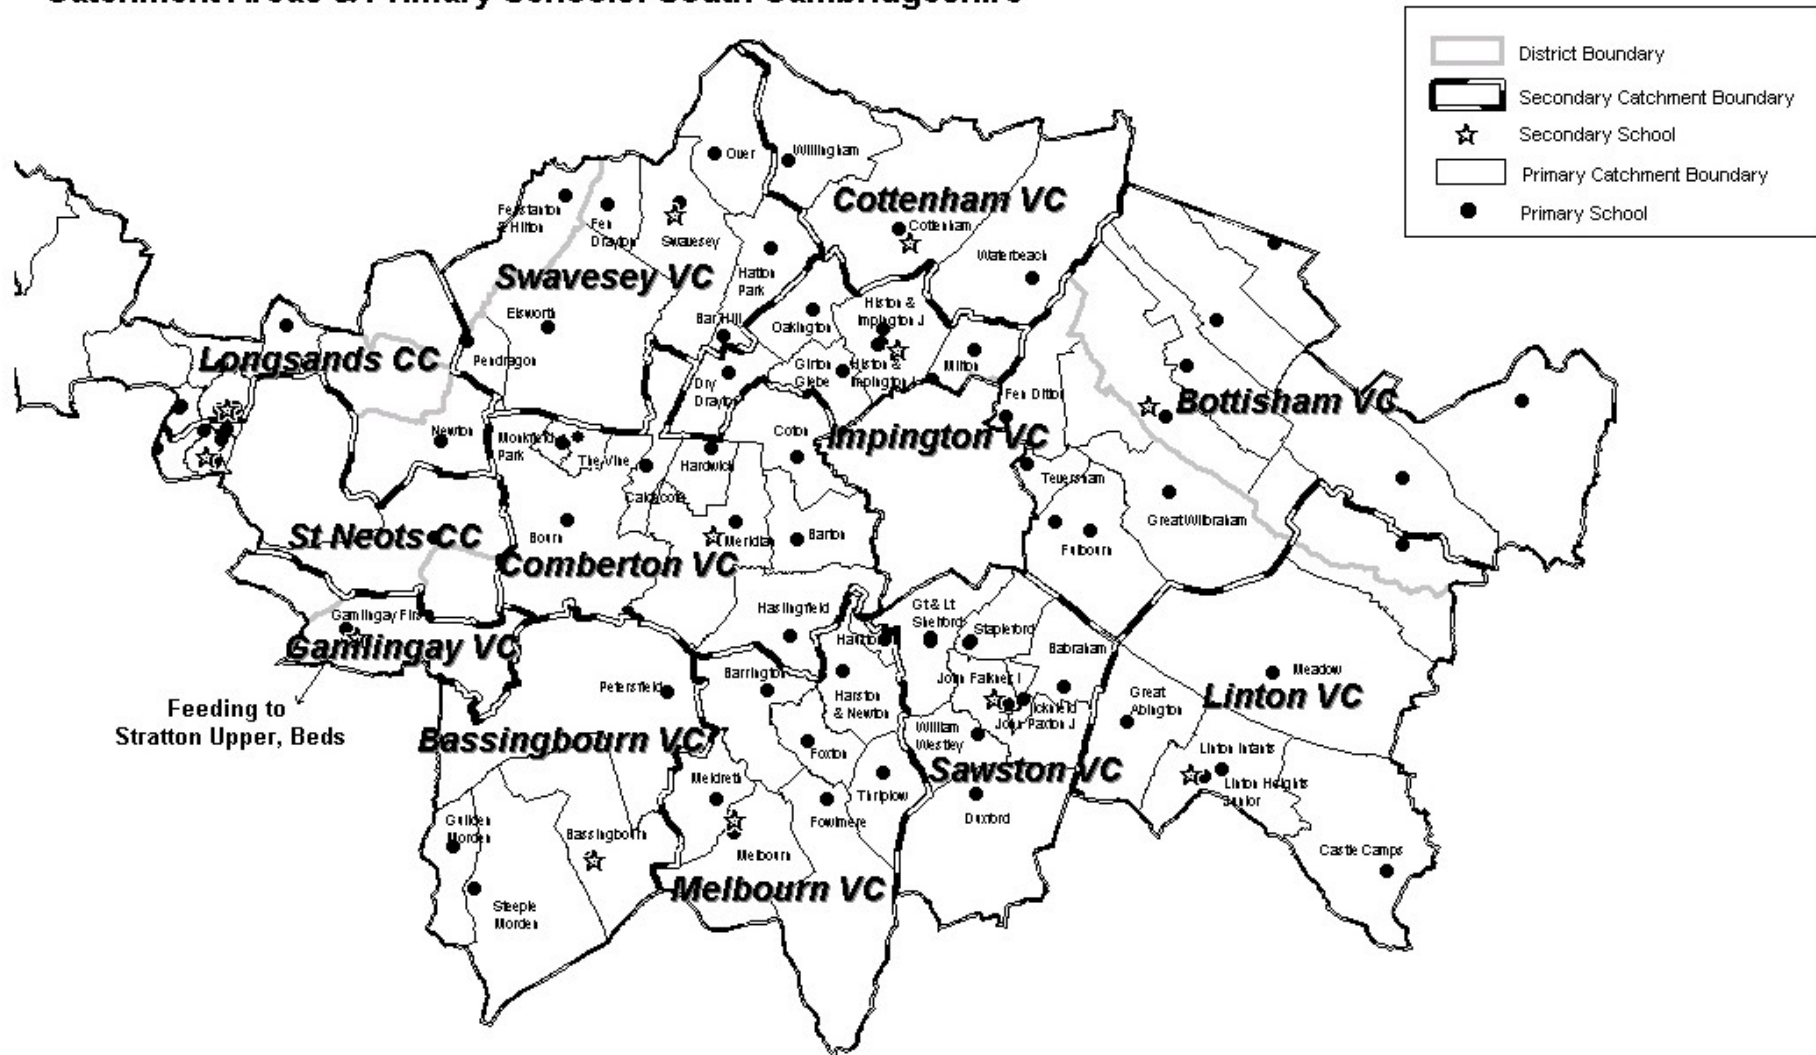 Catchment Areas & Primary Schools: South Cambridgeshire
District Boundary
Secondary Catchment Boundary
Secondary School
Primary Catchment Boundary
Primary School
Over
Willingham
Cottenham VC
Fenstanton
& Hilton
Fen
Drayton
Swavesey
Cottenham
Waterbeach
Swavesey VC
Hatton
Park
Elsworth
Bar Hill
Oakington
Histon &
Impington J
Longsands CC
Pendragon
Girton
Glebe
Histon &
Impington I
Milton
Dry
Drayton
Fen Ditton
Bottisham VC
Newton
Monkfield
Park
The Vine
Hardwick
Coton
Impington VC
Caldecote
Teversham
Great Wilbraham
St Neots CC
Bourn
Meridian
Barton
Fulbourn
Comberton VC
Gamlingay First
Haslingfield
Hauxton
Gt & Lt
Shelford
Stapleford
Babraham
Gamlingay VC
Feeding to
Stratton Upper, Beds
Petersfield
Barrington
Harston
& Newton
John Falkner I
Icknield
John Paxton J
Great
Abington
Meadow
Linton VC
Bassingbourn VC
Foxton
William
Westley
Sawston VC
Linton Infants
Linton Heights
Junior
Meldreth
Thriplow
Fowlmere
Duxford
Guilden
Morden
Bassingbourn
Melbourn
Castle Camps
Melbourn VC
Steeple
Morden